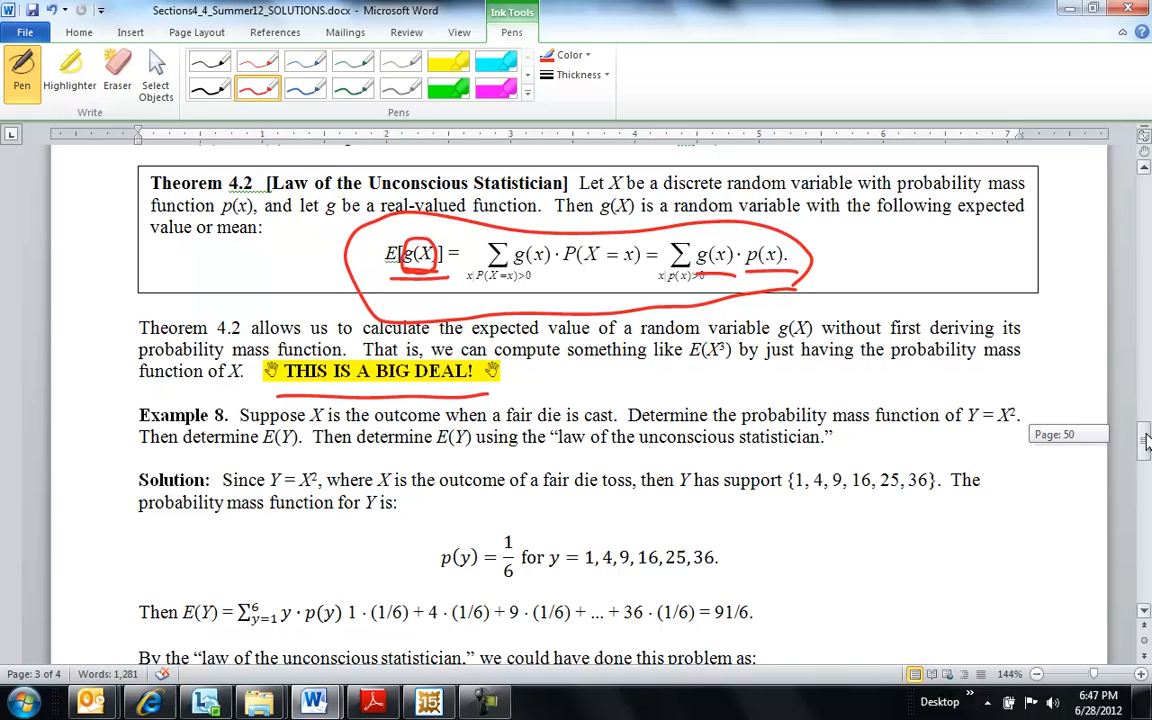 Sections4_4_Summer12_SOLUTIONS.docx - Microsoft Word
Ink Tools
File Home Insert Page Layout References Mailings Review View Pens
Pen Highlighter Eraser Select Objects
Color
Thickness
Write Pens
1 2 3 4 5 6 7
Theorem 4.2 [Law of the Unconscious Statistician] Let X be a discrete random variable with probability mass
function p(x), and let g be a real-valued function. Then g(X) is a random variable with the following expected
value or mean:
E[g(X)] = ∑ g(x) · P(X = x) = ∑ g(x) · p(x).
x|P(X=x)>0 x|p(x)>0
Theorem 4.2 allows us to calculate the expected value of a random variable g(X) without first deriving its
probability mass function. That is, we can compute something like E(X³) by just having the probability mass
function of X. THIS IS A BIG DEAL!
Example 8. Suppose X is the outcome when a fair die is cast. Determine the probability mass function of Y = X².
Then determine E(Y). Then determine E(Y) using the “law of the unconscious statistician.”
Page: 50
Solution: Since Y = X², where X is the outcome of a fair die toss, then Y has support {1, 4, 9, 16, 25, 36}. The
probability mass function for Y is:
p(y) = 1/6 for y = 1, 4, 9, 16, 25, 36.
Then E(Y) = ∑⁶y=1 y · p(y) 1 · (1/6) + 4 · (1/6) + 9 · (1/6) + ... + 36 · (1/6) = 91/6.
By the “law of the unconscious statistician,” we could have done this problem as:
Page: 3 of 4 Words: 1,281 144%
Desktop 6:47 PM
6/28/2012